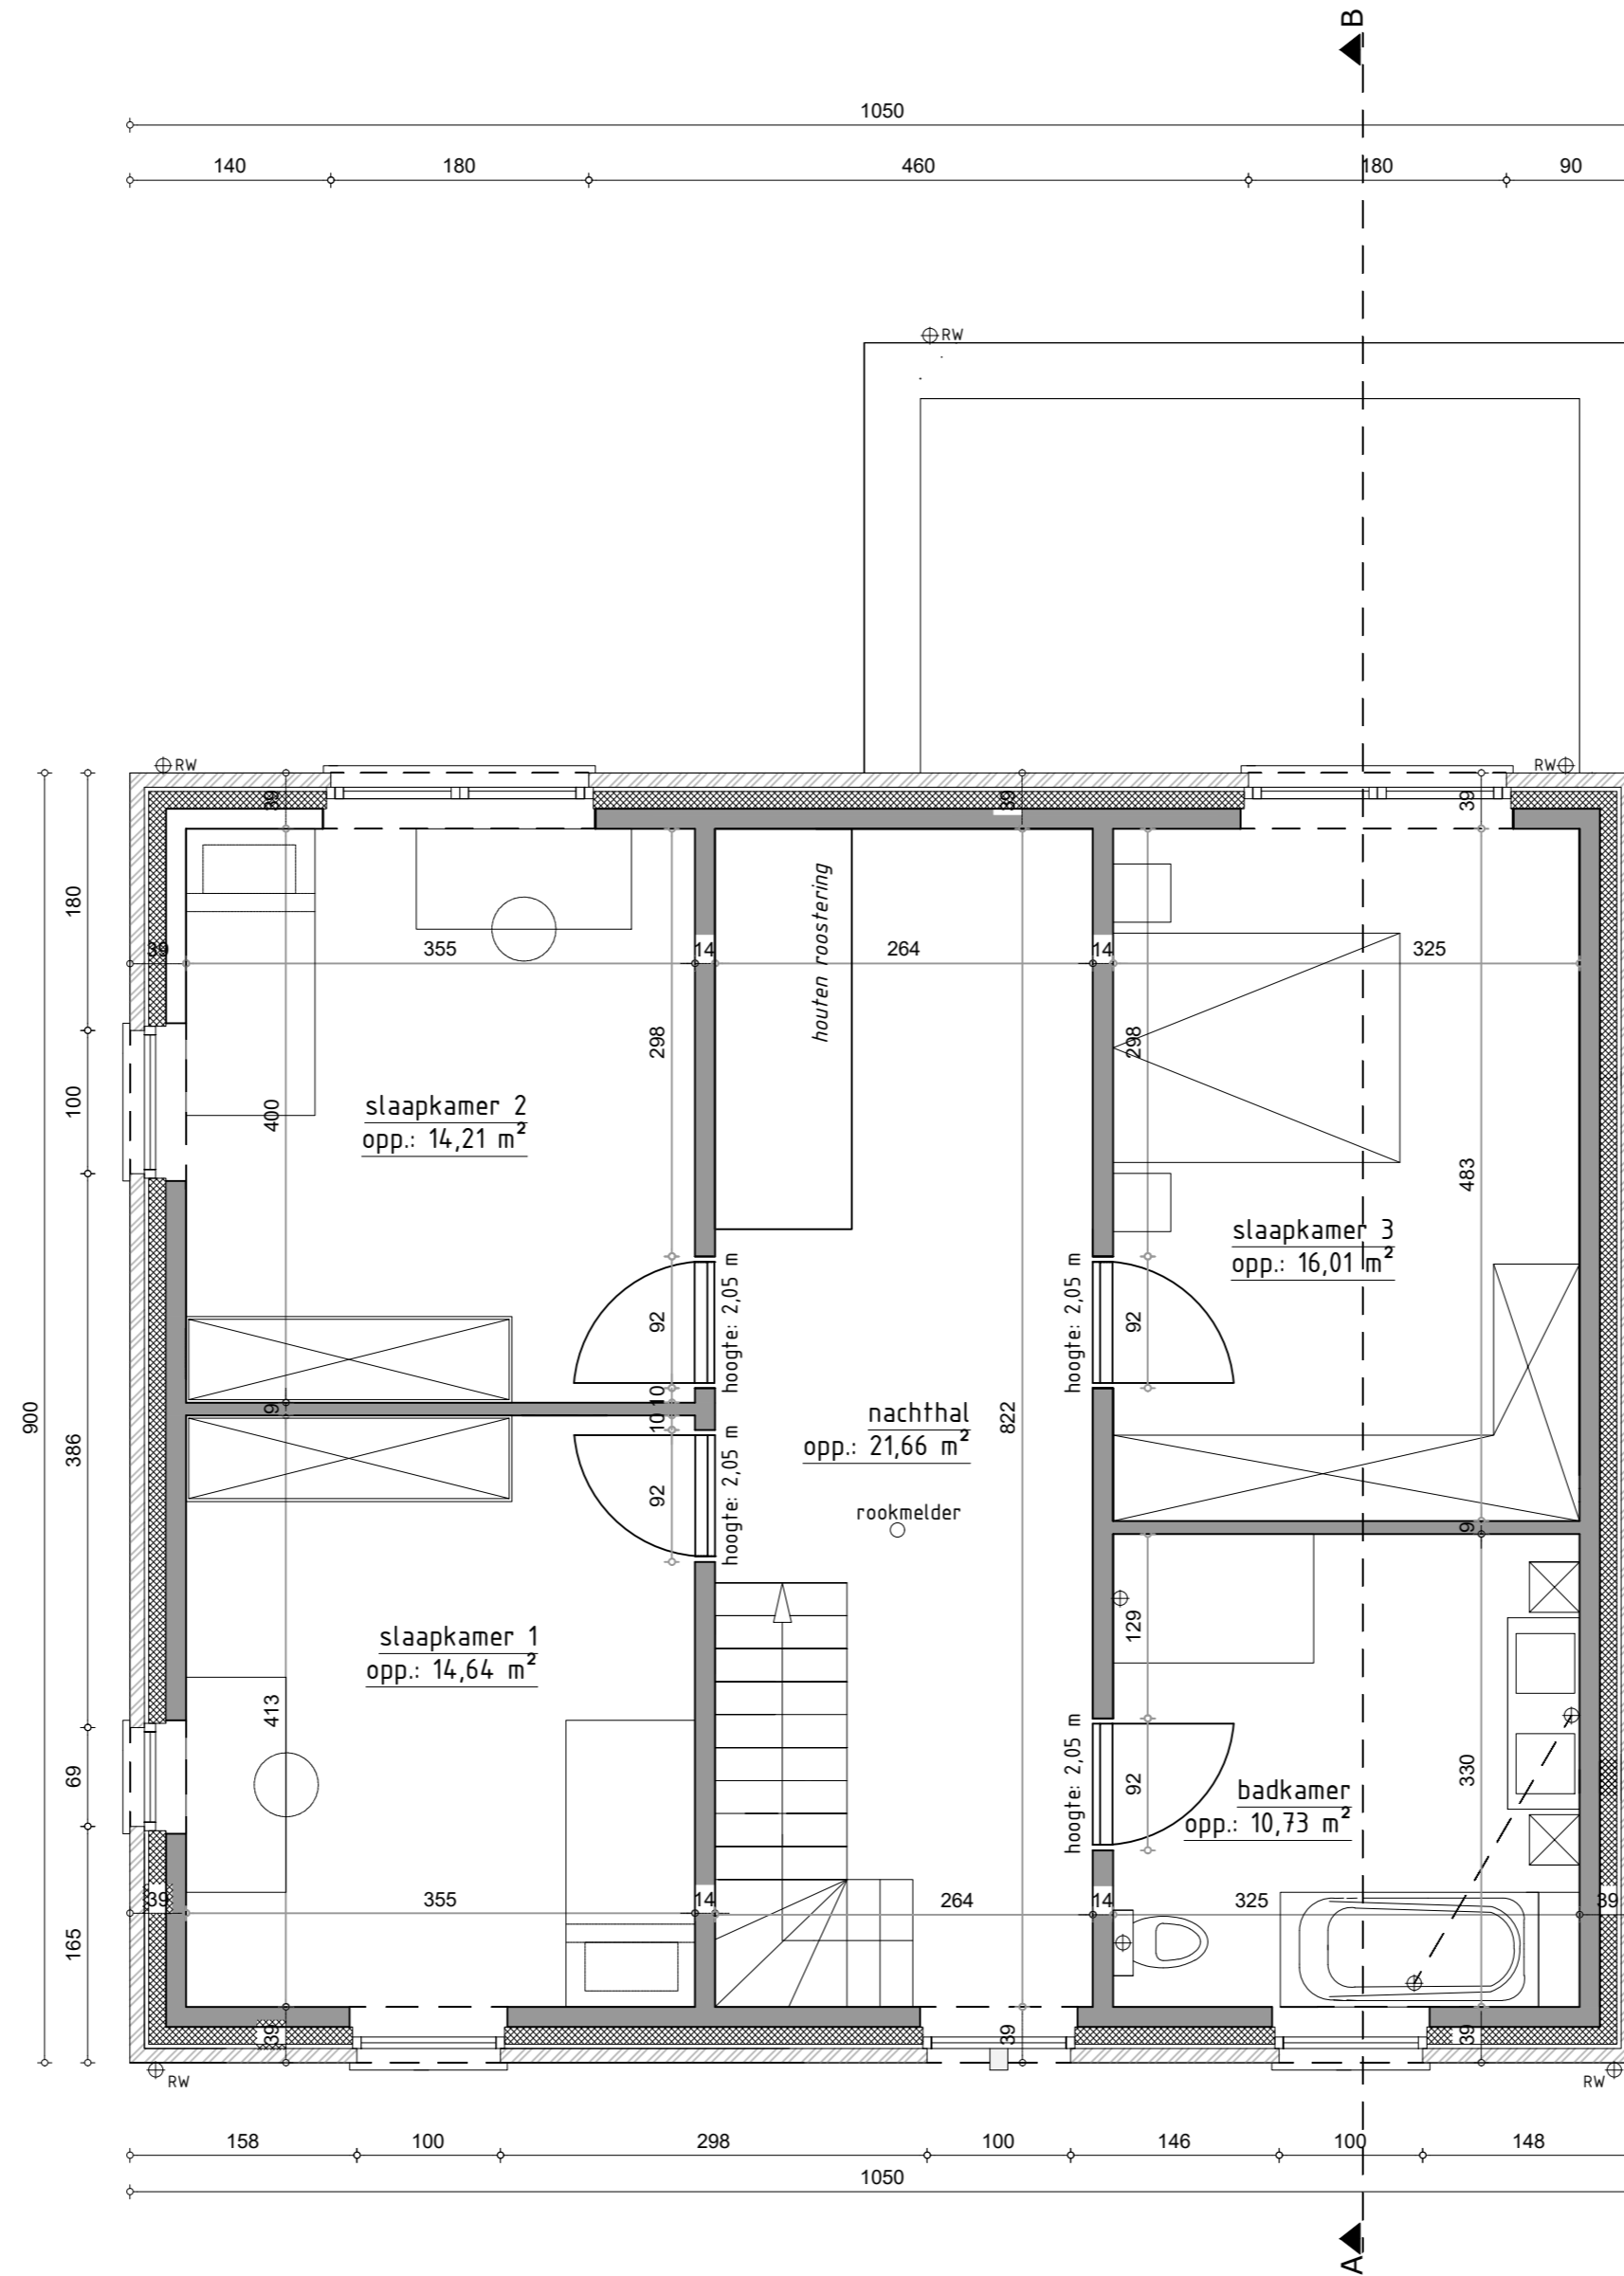 B
1050
140 180 460 180 90
RW
RW RW
39 39 39
180
39 355 14 264 14 325
houten roostering
298 298
100 400
slaapkamer 2
opp.: 14,21 m²
483
slaapkamer 3
opp.: 16,01 m²
92 hoogte: 2,05 m hoogte: 2,05 m 92
10
9
10
900
386
nachthal
opp.: 21,66 m²
822
92 hoogte: 2,05 m
rookmelder
9
129
slaapkamer 1
opp.: 14,64 m²
413
69
hoogte: 2,05 m 92
330
badkamer
opp.: 10,73 m²
39 355 14 264 14 325 39
165
39 39 39
RW RW
158 100 298 100 146 100 148
1050
A